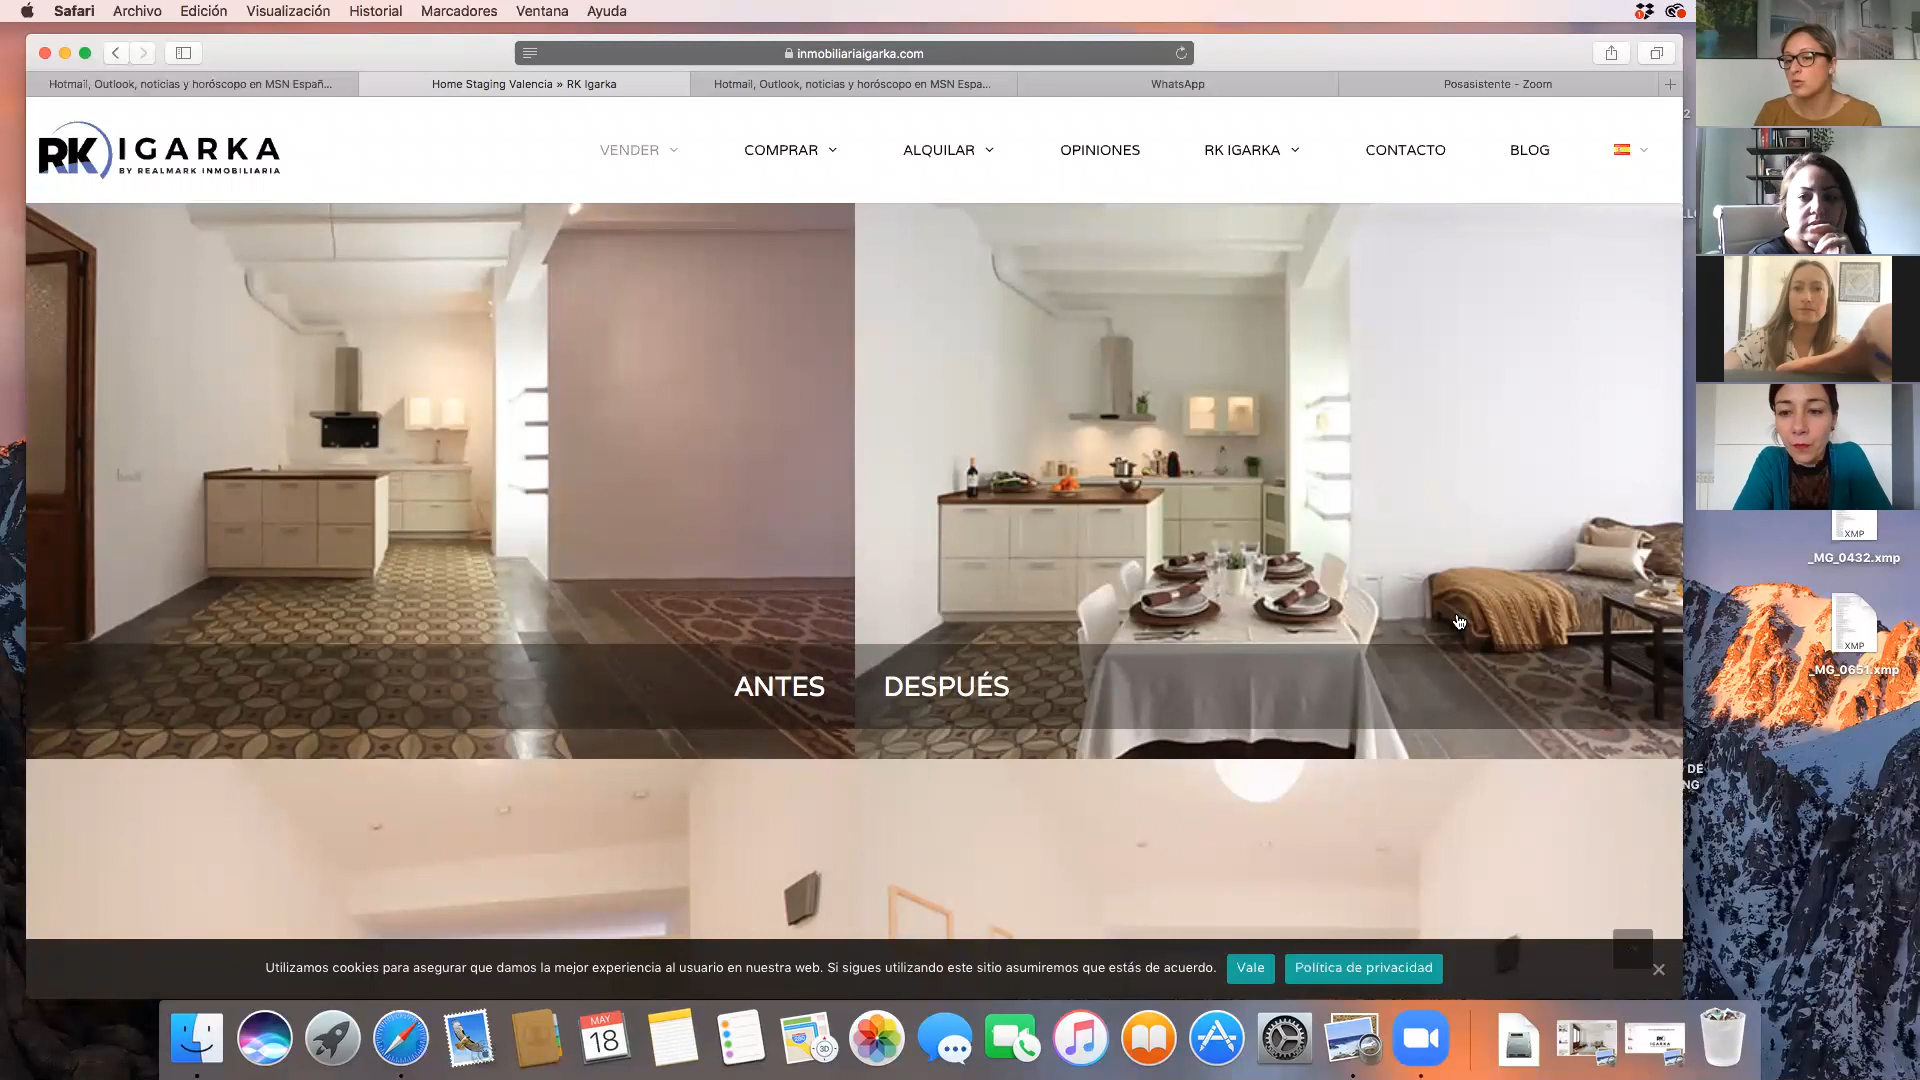 Safari Archivo Edición Visualización Historial Marcadores Ventana Ayuda
inmobiliariaigarka.com
Hotmail, Outlook, noticias y horóscopo en MSN Españ...
Home Staging Valencia » RK Igarka
Hotmail, Outlook, noticias y horóscopo en MSN Espa...
WhatsApp
Posasistente - Zoom
RK IGARKA
BY REALMARK INMOBILIARIA
VENDER COMPRAR ALQUILAR OPINIONES RK IGARKA CONTACTO BLOG
ANTES DESPUÉS
XMP
_MG_0432.xmp
XMP
_MG_0651.xmp
DE
NG
Utilizamos cookies para asegurar que damos la mejor experiencia al usuario en nuestra web. Si sigues utilizando este sitio asumiremos que estás de acuerdo. Vale Política de privacidad
MAY
18
3D